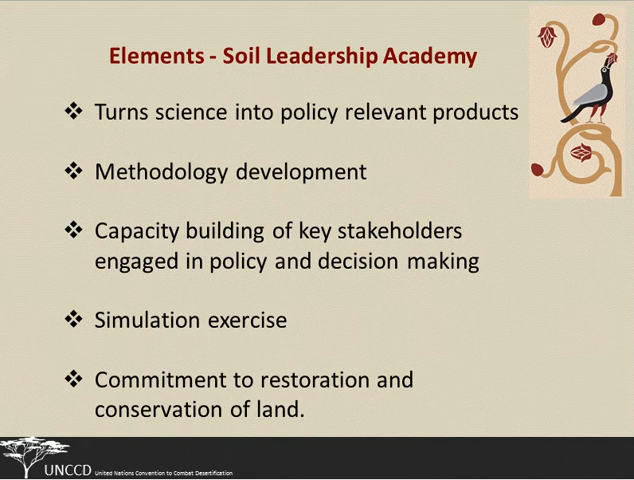 Elements - Soil Leadership Academy
❖ Turns science into policy relevant products
❖ Methodology development
❖ Capacity building of key stakeholders
engaged in policy and decision making
❖ Simulation exercise
❖ Commitment to restoration and
conservation of land.
UNCCD United Nations Convention to Combat Desertification